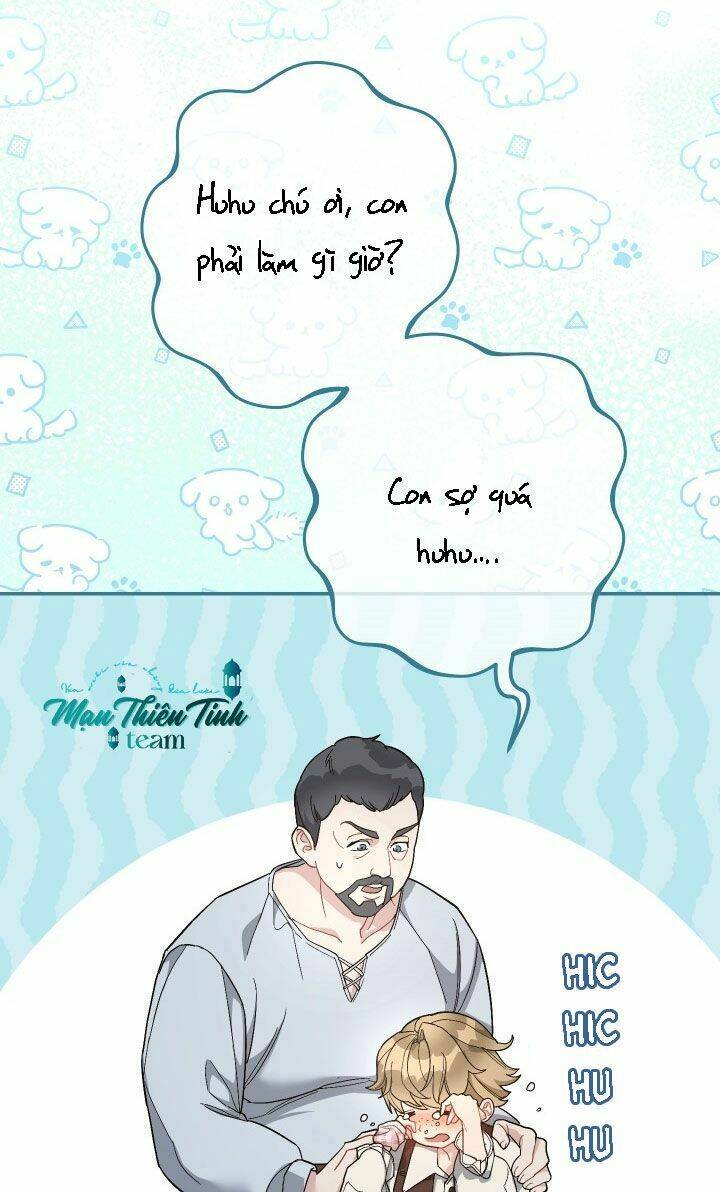 Huhu chú ơi, con
phải làm gì giờ?
Con sợ quá
huhu....
Mạn Thiên Tinh
team
HIC
HIC
HU
HU